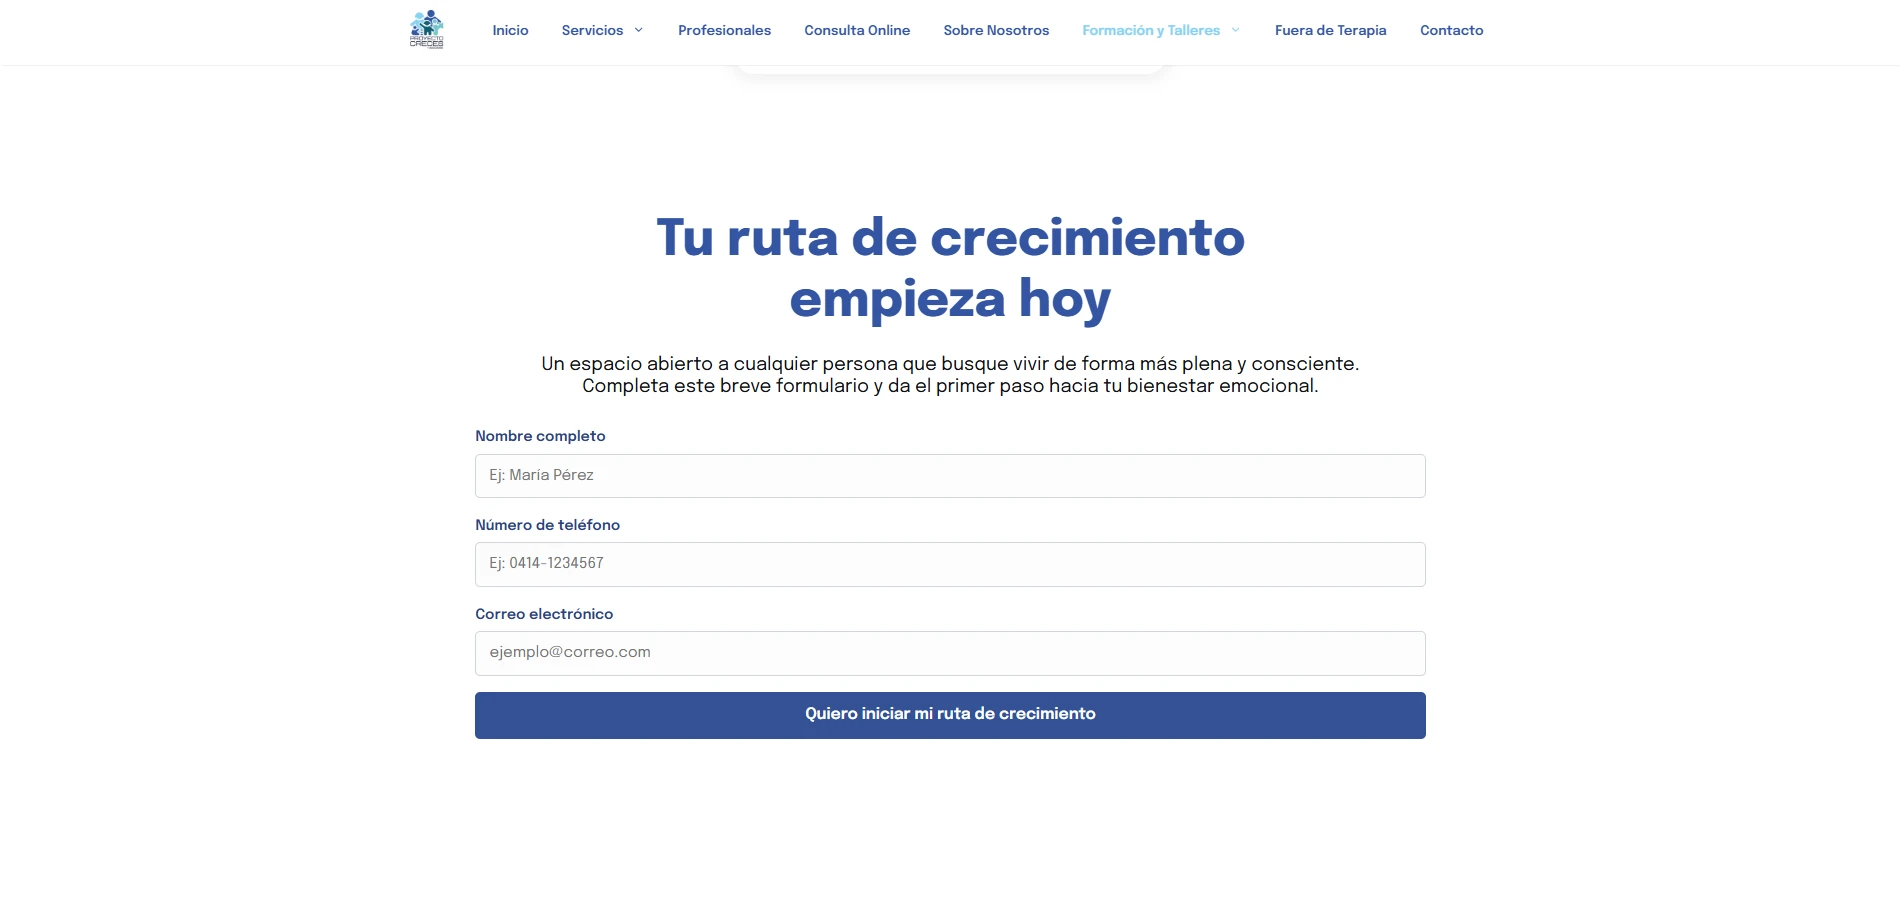 PROYECTO
CRECES
Inicio
Servicios
Profesionales
Consulta Online
Sobre Nosotros
Formación y Talleres
Fuera de Terapia
Contacto
Tu ruta de crecimiento
empieza hoy
Un espacio abierto a cualquier persona que busque vivir de forma más plena y consciente.
Completa este breve formulario y da el primer paso hacia tu bienestar emocional.
Nombre completo
Ej: María Pérez
Número de teléfono
Ej: 0414-1234567
Correo electrónico
ejemplo@correo.com
Quiero iniciar mi ruta de crecimiento